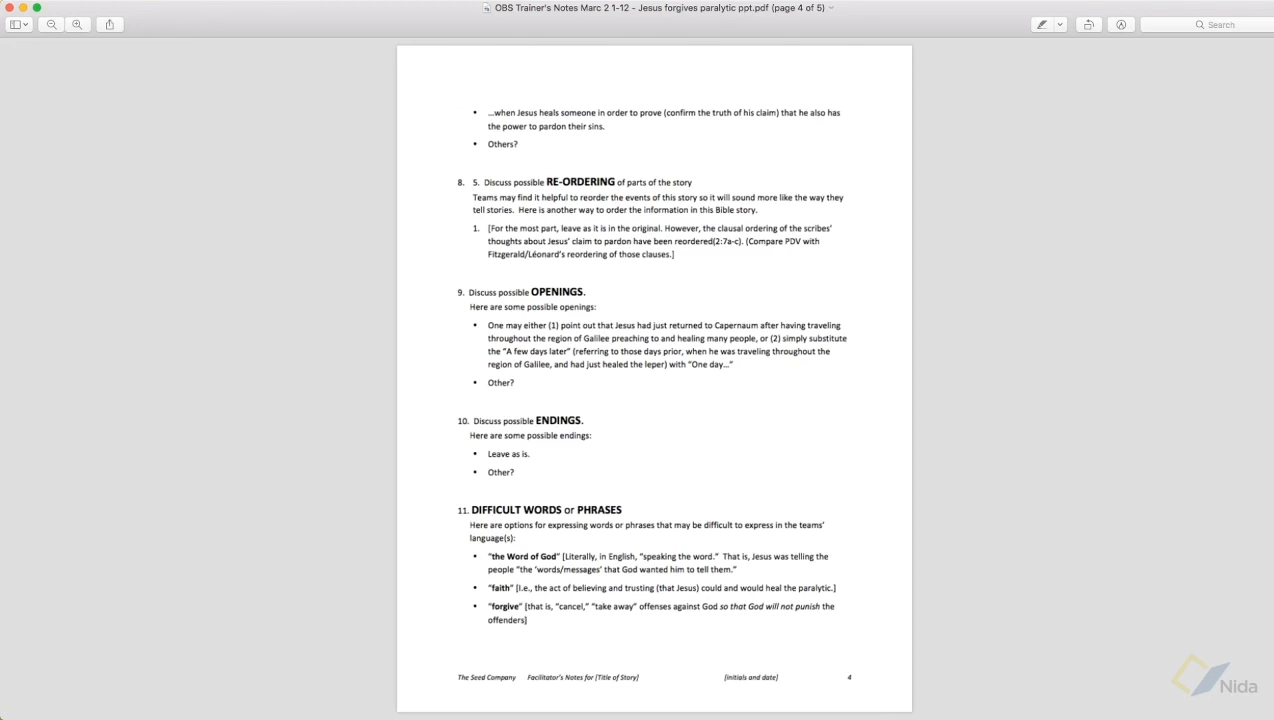 OBS Trainer's Notes Marc 2 1-12 - Jesus forgives paralytic ppt.pdf (page 4 of 5)
Search
• …when Jesus heals someone in order to prove (confirm the truth of his claim) that he also has
the power to pardon their sins.
• Others?
8. 5. Discuss possible RE-ORDERING of parts of the story
Teams may find it helpful to reorder the events of this story so it will sound more like the way they
tell stories. Here is another way to order the information in this Bible story.
1. [For the most part, leave as it is in the original. However, the clausal ordering of the scribes'
thoughts about Jesus' claim to pardon have been reordered(2:7a-c). (Compare PDV with
Fitzgerald/Léonard's reordering of those clauses.]
9. Discuss possible OPENINGS.
Here are some possible openings:
• One may either (1) point out that Jesus had just returned to Capernaum after having traveling
throughout the region of Galilee preaching to and healing many people, or (2) simply substitute
the "A few days later" (referring to those days prior, when he was traveling throughout the
region of Galilee, and had just healed the leper) with "One day…"
• Other?
10. Discuss possible ENDINGS.
Here are some possible endings:
• Leave as is.
• Other?
11. DIFFICULT WORDS or PHRASES
Here are options for expressing words or phrases that may be difficult to express in the teams'
language(s):
• "the Word of God" [Literally, in English, "speaking the word." That is, Jesus was telling the
people "the 'words/messages' that God wanted him to tell them."
• "faith" [I.e., the act of believing and trusting (that Jesus) could and would heal the paralytic.]
• "forgive" [that is, "cancel," "take away" offenses against God so that God will not punish the
offenders]
The Seed Company Facilitator's Notes for [Title of Story] [initials and date] 4
Nida